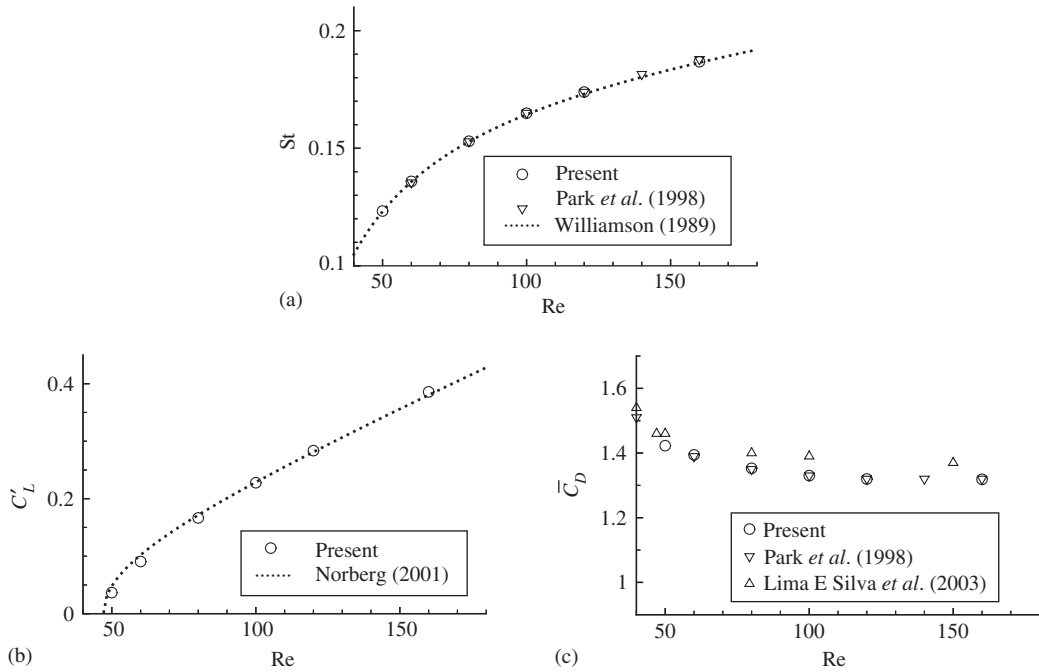 0.2
0.15
0.1
St
50
100
150
Re
Present
Park et al. (1998)
Williamson (1989)
(a)
0.4
0.2
0
C′L
50
100
150
Re
Present
Norberg (2001)
(b)
1.6
1.4
1.2
1
C̅D
50
100
150
Re
Present
Park et al. (1998)
Lima E Silva et al. (2003)
(c)